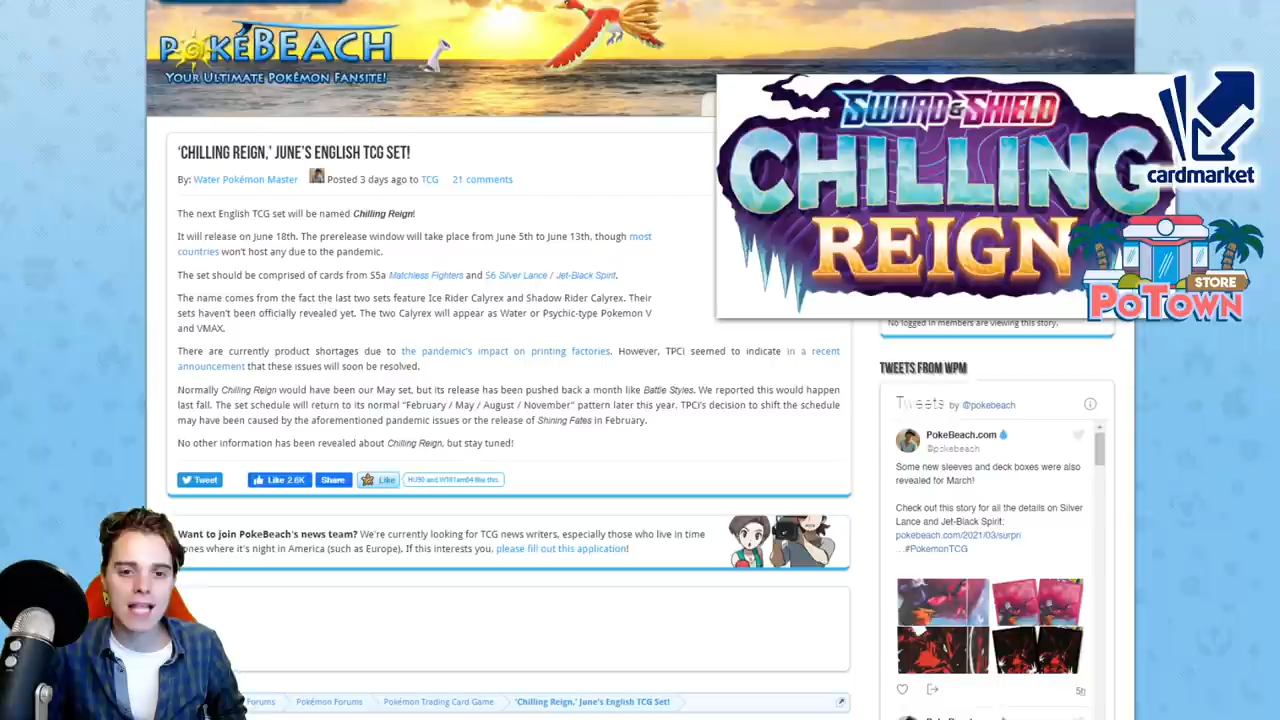 POKÉBEACH
YOUR ULTIMATE POKÉMON FANSITE!
SWORD & SHIELD
CHILLING
REIGN
cardmarket
STORE
POTOWN
'CHILLING REIGN,' JUNE'S ENGLISH TCG SET!
By: Water Pokémon Master Posted 3 days ago to TCG 21 comments
The next English TCG set will be named Chilling Reign!
It will release on June 18th. The prerelease window will take place from June 5th to June 13th, though most
countries won't host any due to the pandemic.
The set should be comprised of cards from S5a Matchless Fighters and S6 Silver Lance / Jet-Black Spirit.
The name comes from the fact the last two sets feature Ice Rider Calyrex and Shadow Rider Calyrex. Their
sets haven't been officially revealed yet. The two Calyrex will appear as Water or Psychic-type Pokemon V
and VMAX.
There are currently product shortages due to the pandemic's impact on printing factories. However, TPCi seemed to indicate in a recent
announcement that these issues will soon be resolved.
Normally Chilling Reign would have been our May set, but its release has been pushed back a month like Battle Styles. We reported this would happen
last fall. The set schedule will return to its normal "February / May / August / November" pattern later this year. TPCi's decision to shift the schedule
may have been caused by the aforementioned pandemic issues or the release of Shining Fates in February.
No other information has been revealed about Chilling Reign, but stay tuned!
Tweet Like 2.6K Share Like HU30 and like this.
Want to join PokeBeach's news team? We're currently looking for TCG news writers, especially those who live in time
ones where it's night in America (such as Europe). If this interests you, please fill out this application!
orums Pokémon Forums Pokémon Trading Card Game 'Chilling Reign,' June's English TCG Set!
No logged in members are viewing this story.
TWEETS FROM WPM
Tweets by @pokebeach
PokeBeach.com
@pokebeach
Some new sleeves and deck boxes were also
revealed for March!
Check out this story for all the details on Silver
Lance and Jet-Black Spirit:
pokebeach.com/2021/03/surpri
…#PokemonTCG
5h